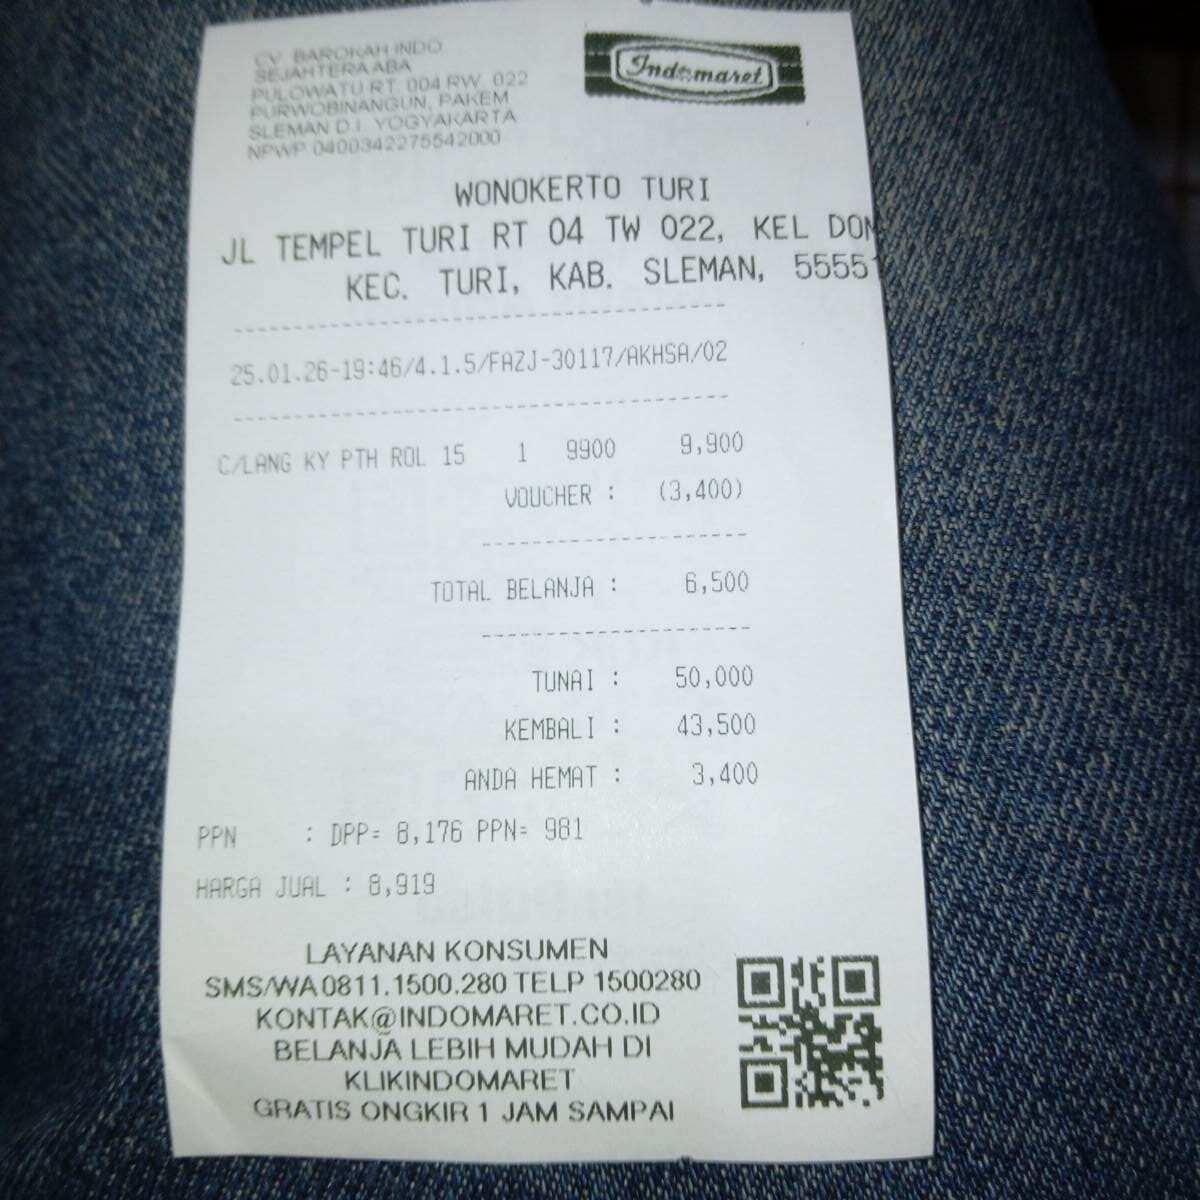 CV. BAROKAH INDO
SEJAHTERA ABA
PULOWATU RT. 004 RW. 022
PURWOBINANGUN, PAKEM
SLEMAN D.I. YOGYAKARTA
NPWP 0400342275542000
Indomaret
WONOKERTO TURI
JL TEMPEL TURI RT 04 TW 022, KEL DON
KEC. TURI, KAB. SLEMAN, 55551
25.01.26-19:46/4.1.5/FAZJ-30117/AKHSA/02
C/LANG KY PTH ROL 15 1 9900 9,900
VOUCHER : (3,400)
TOTAL BELANJA : 6,500
TUNAI : 50,000
KEMBALI : 43,500
ANDA HEMAT : 3,400
PPN : DPP= 8,176 PPN= 981
HARGA JUAL : 8,919
LAYANAN KONSUMEN
SMS/WA 0811.1500.280 TELP 1500280
KONTAK@INDOMARET.CO.ID
BELANJA LEBIH MUDAH DI
KLIKINDOMARET
GRATIS ONGKIR 1 JAM SAMPAI